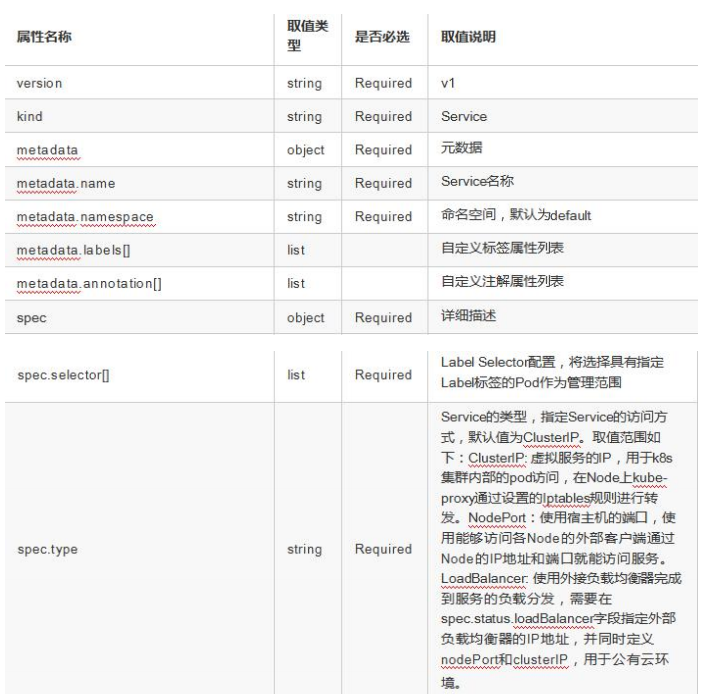 属性名称 取值类型 是否必选 取值说明
version string Required v1
kind string Required Service
metadata object Required 元数据
metadata.name string Required Service名称
metadata.namespace string Required 命名空间，默认为default
metadata.labels[] list 自定义标签属性列表
metadata.annotation[] list 自定义注解属性列表
spec object Required 详细描述
spec.selector[] list Required Label Selector配置，将选择具有指定
Label标签的Pod作为管理范围
spec.type string Required Service的类型，指定Service的访问方
式，默认值为ClusterIP。取值范围如
下：ClusterIP: 虚拟服务的IP，用于k8s
集群内部的pod访问，在Node上kube-
proxy通过设置的Iptables规则进行转
发。NodePort：使用宿主机的端口，使
用能够访问各Node的外部客户端通过
Node的IP地址和端口就能访问服务。
LoadBalancer: 使用外接负载均衡器完成
到服务的负载分发，需要在
spec.status.loadBalancer字段指定外部
负载均衡器的IP地址，并同时定义
nodePort和clusterIP，用于公有云环
境。